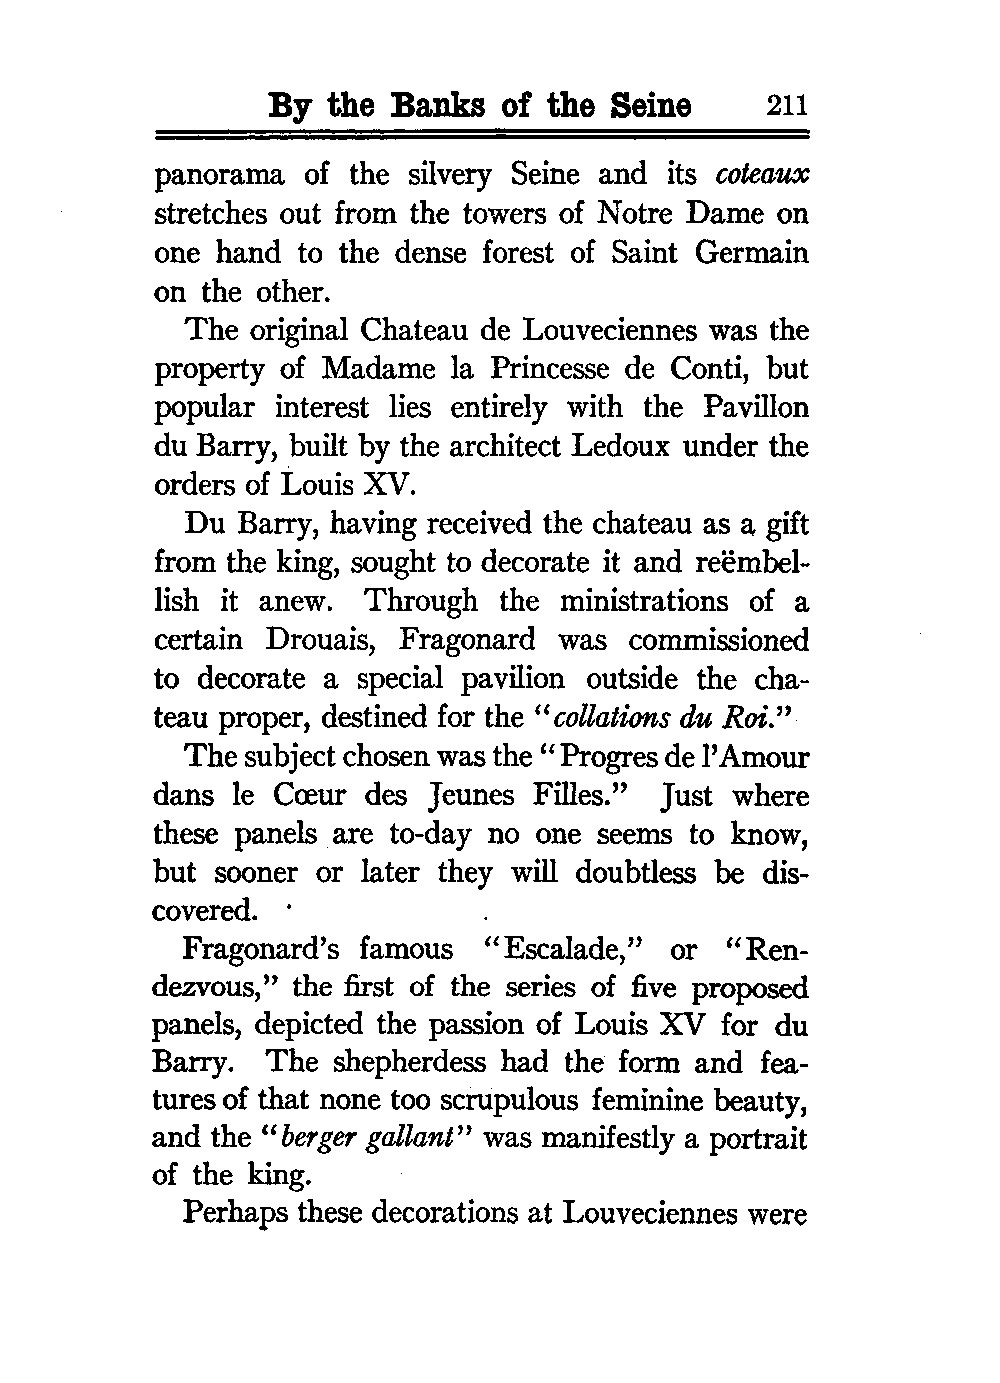 By the Banks of the Seine 211
panorama of the silvery Seine and its coteaux
stretches out from the towers of Notre Dame on
one hand to the dense forest of Saint Germain
on the other.
The original Chateau de Louveciennes was the
property of Madame la Princesse de Conti, but
popular interest lies entirely with the Pavillon
du Barry, built by the architect Ledoux under the
orders of Louis XV.
Du Barry, having received the chateau as a gift
from the king, sought to decorate it and reëmbel-
lish it anew. Through the ministrations of a
certain Drouais, Fragonard was commissioned
to decorate a special pavilion outside the cha-
teau proper, destined for the “collations du Roi.”
The subject chosen was the “Progres de l’Amour
dans le Cœur des Jeunes Filles.” Just where
these panels are to-day no one seems to know,
but sooner or later they will doubtless be dis-
covered.
Fragonard’s famous “Escalade,” or “Ren-
dezvous,” the first of the series of five proposed
panels, depicted the passion of Louis XV for du
Barry. The shepherdess had the form and fea-
tures of that none too scrupulous feminine beauty,
and the “berger gallant” was manifestly a portrait
of the king.
Perhaps these decorations at Louveciennes were